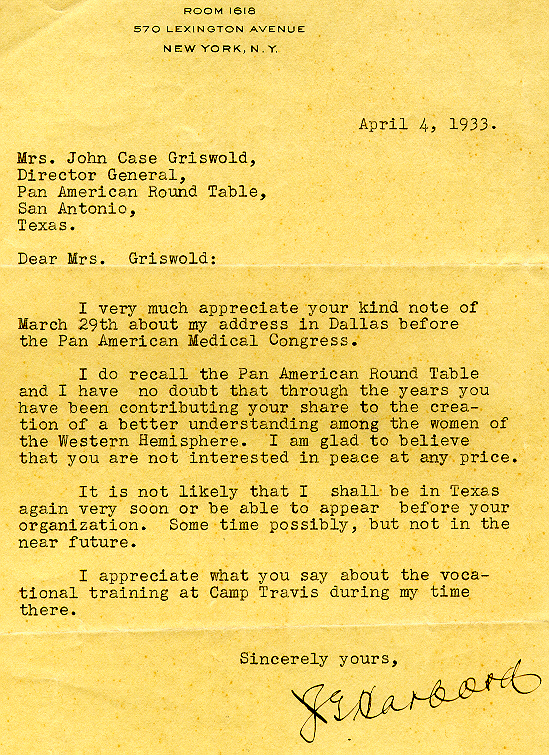 ROOM 1618
570 LEXINGTON AVENUE
NEW YORK, N.Y.
April 4, 1933.
Mrs. John Case Griswold,
Director General,
Pan American Round Table,
San Antonio,
Texas.
Dear Mrs. Griswold:
I very much appreciate your kind note of
March 29th about my address in Dallas before
the Pan American Medical Congress.
I do recall the Pan American Round Table
and I have no doubt that through the years you
have been contributing your share to the crea-
tion of a better understanding among the women of
the Western Hemisphere. I am glad to believe
that you are not interested in peace at any price.
It is not likely that I shall be in Texas
again very soon or be able to appear before your
organization. Some time possibly, but not in the
near future.
I appreciate what you say about the voca-
tional training at Camp Travis during my time
there.
Sincerely yours,
J G Harbord